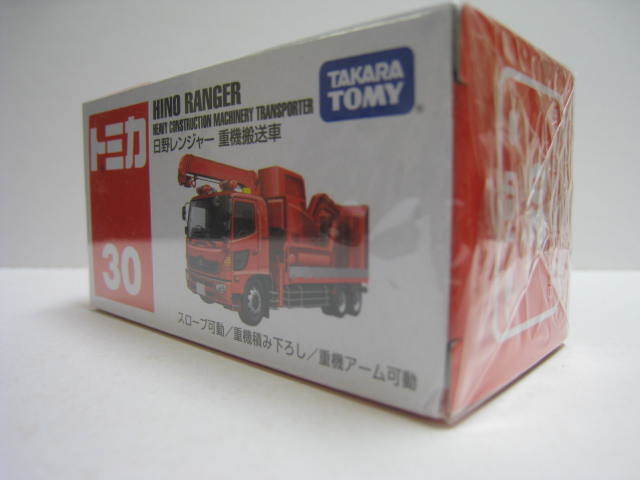 トミカ
30
HINO RANGER
HEAVY CONSTRUCTION MACHINERY TRANSPORTER
日野レンジャー 重機搬送車
TAKARA
TOMY
スロープ可動/重機積み下ろし/重機アーム可動